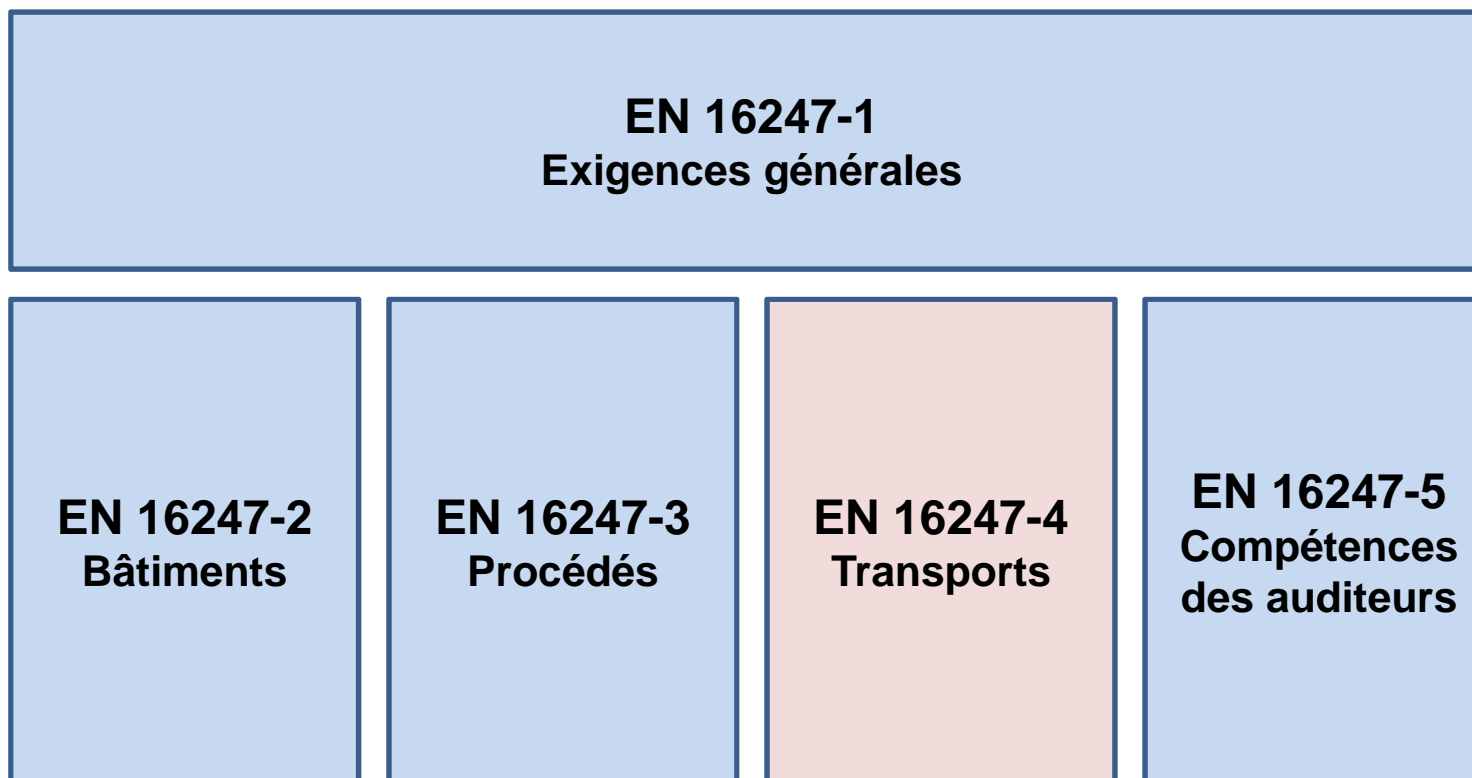 EN 16247-1
Exigences générales
EN 16247-2
Bâtiments
EN 16247-3
Procédés
EN 16247-4
Transports
EN 16247-5
Compétences
des auditeurs